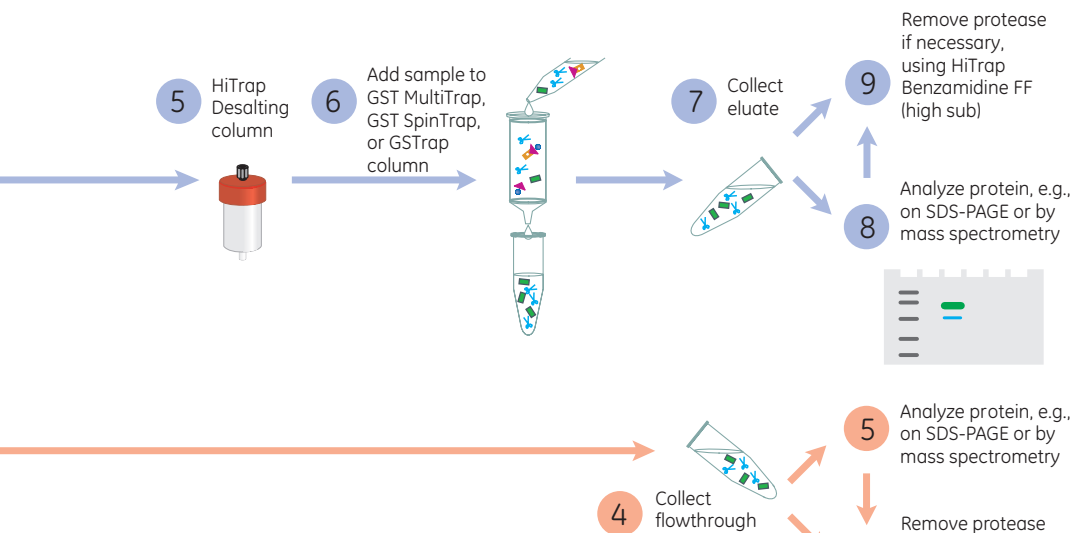 5
HiTrap
Desalting
column
6
Add sample to
GST MultiTrap,
GST SpinTrap,
or GSTrap
column
7
Collect
eluate
9
Remove protease
if necessary,
using HiTrap
Benzamidine FF
(high sub)
8
Analyze protein, e.g.,
on SDS-PAGE or by
mass spectrometry
5
Analyze protein, e.g.,
on SDS-PAGE or by
mass spectrometry
4
Collect
flowthrough
Remove protease